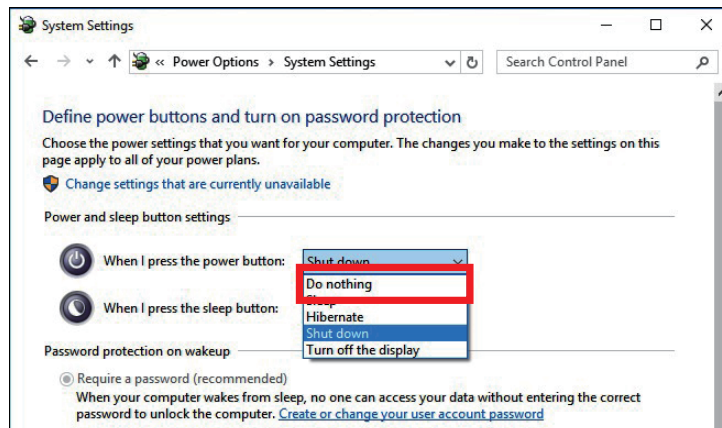 System Settings
« Power Options › System Settings
Search Control Panel
Define power buttons and turn on password protection
Choose the power settings that you want for your computer. The changes you make to the settings on this
page apply to all of your power plans.
Change settings that are currently unavailable
Power and sleep button settings
When I press the power button: Shut down
Do nothing
Sleep
When I press the sleep button:
Hibernate
Shut down
Turn off the display
Password protection on wakeup
Require a password (recommended)
When your computer wakes from sleep, no one can access your data without entering the correct
password to unlock the computer. Create or change your user account password